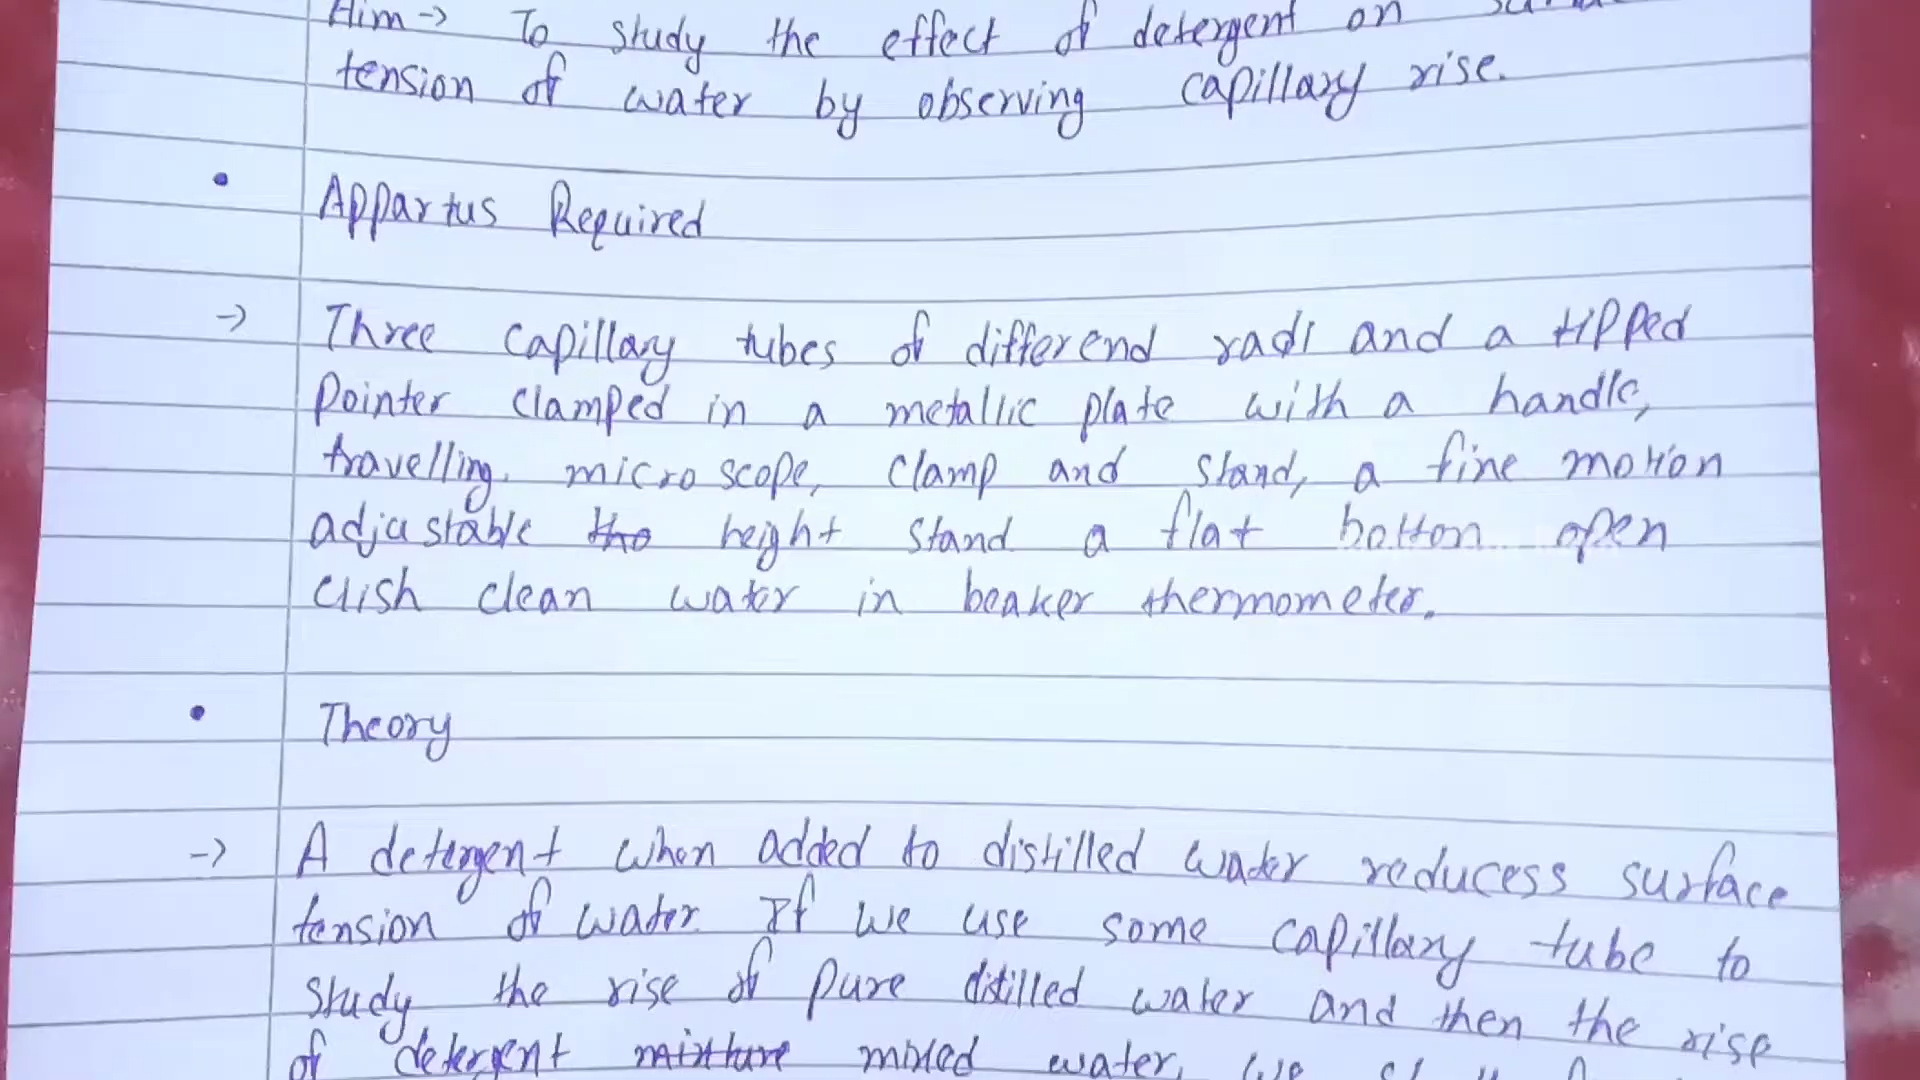 Aim → To study the effect of detergent on
tension of water by observing capillary rise.
• Appartus Required
→ Three capillary tubes of differend radi and a tipped
pointer clamped in a metallic plate with a handle,
travelling. microscope, clamp and stand, a fine motion
adjustable tho height stand a flat botton open
clish clean water in beaker thermometer.
• Theory
→ A detergent when added to distilled water reducess surface
tension of water. If we use some capillary tube to
study the rise of pure distilled water and then the rise
of detergent mixture mixed water, we